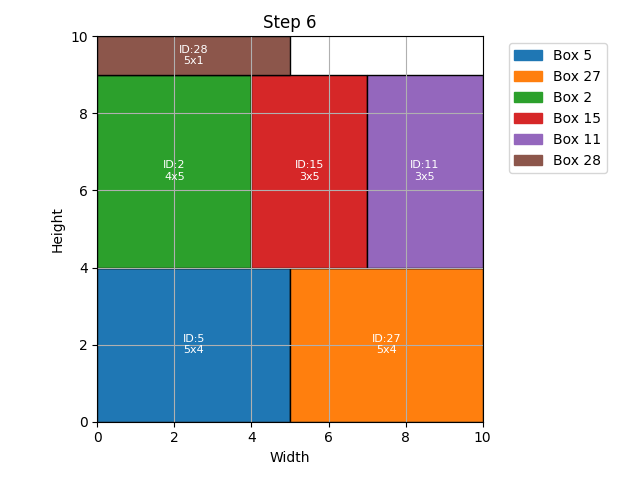 Step 6
10
8
6
4
2
0
Height
ID:28
5x1
ID:2
4x5
ID:15
3x5
ID:11
3x5
ID:5
5x4
ID:27
5x4
0
2
4
6
8
10
Width
Box 5
Box 27
Box 2
Box 15
Box 11
Box 28